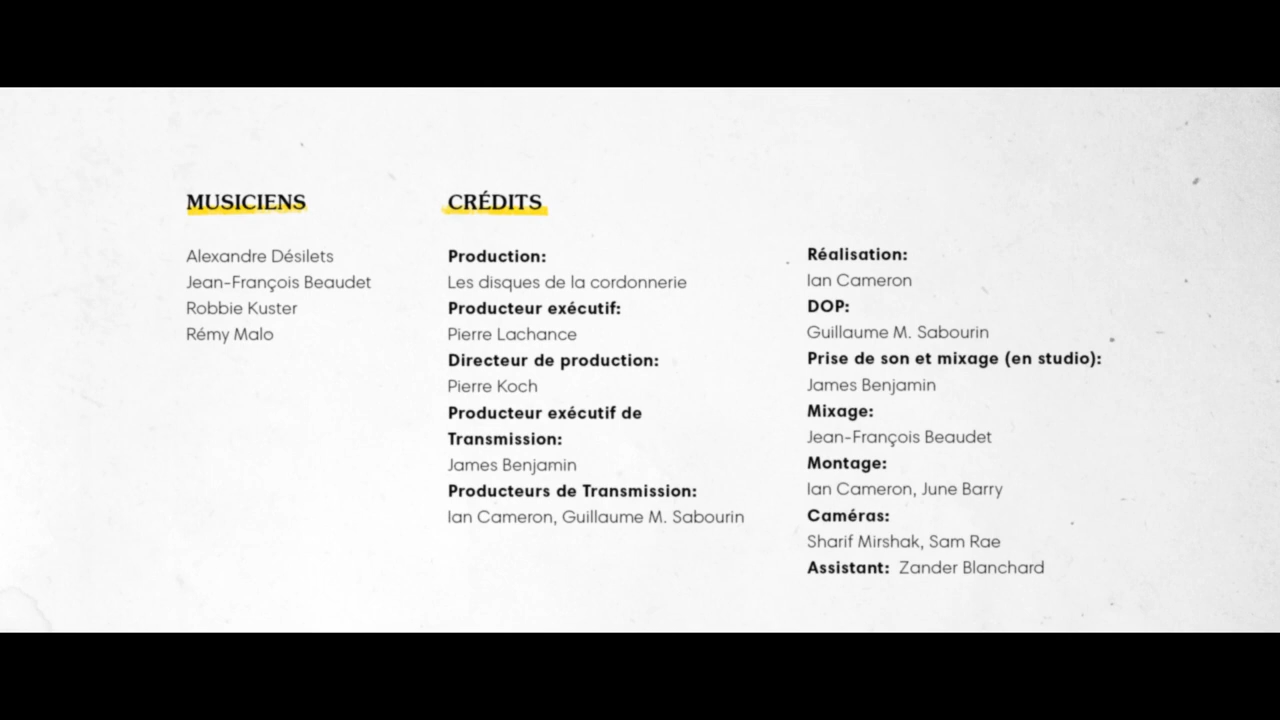 MUSICIENS
Alexandre Désilets
Jean-François Beaudet
Robbie Kuster
Rémy Malo
CRÉDITS
Production:
Les disques de la cordonnerie
Producteur exécutif:
Pierre Lachance
Directeur de production:
Pierre Koch
Producteur exécutif de
Transmission:
James Benjamin
Producteurs de Transmission:
Ian Cameron, Guillaume M. Sabourin
Réalisation:
Ian Cameron
DOP:
Guillaume M. Sabourin
Prise de son et mixage (en studio):
James Benjamin
Mixage:
Jean-François Beaudet
Montage:
Ian Cameron, June Barry
Caméras:
Sharif Mirshak, Sam Rae
Assistant: Zander Blanchard